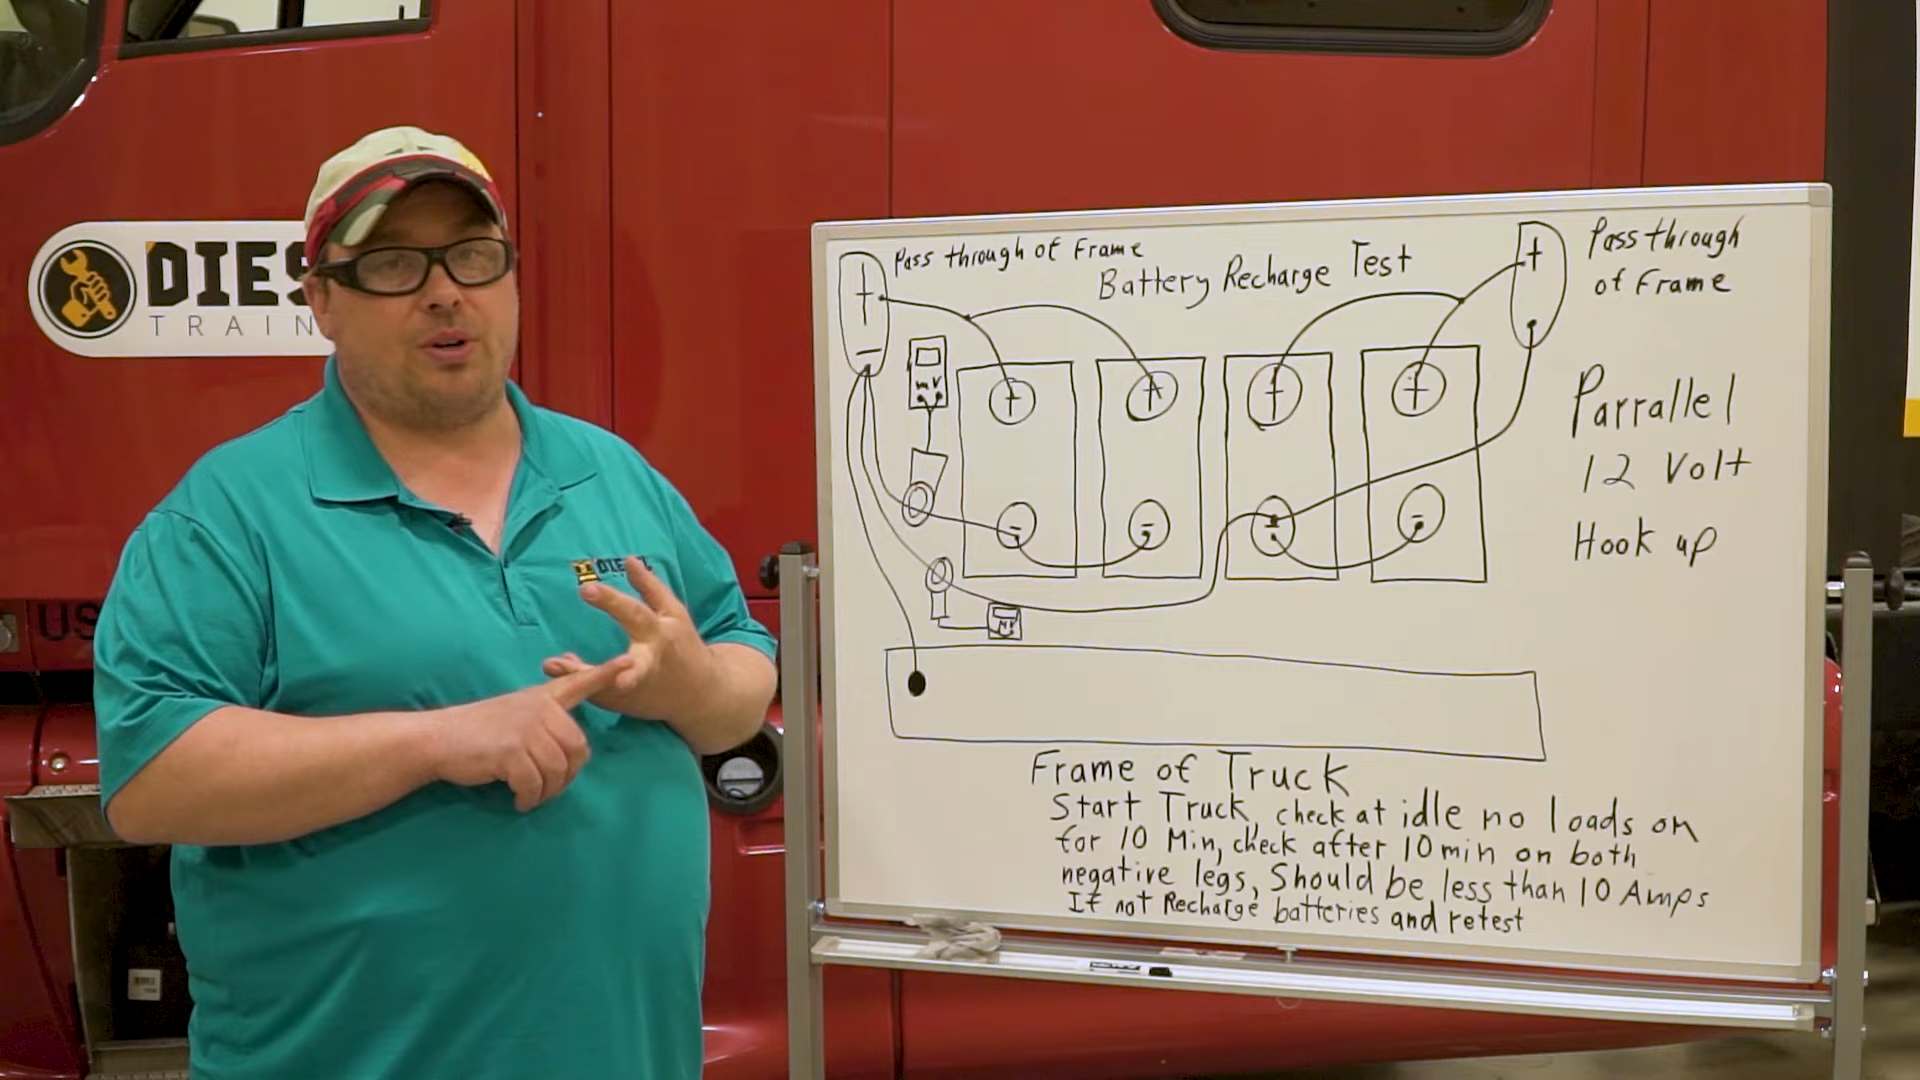 DIES
TRAIN
US
DIESEL
Pass through of Frame
Battery Recharge Test
Pass through
of Frame
+
-
+
mV
+
+
+
+
-
-
-
-
MV
Parrallel
12 Volt
Hook up
Frame of Truck
Start Truck, check at idle no loads on
for 10 Min, check after 10 min on both
negative legs, Should be less than 10 Amps
If not Recharge batteries and retest